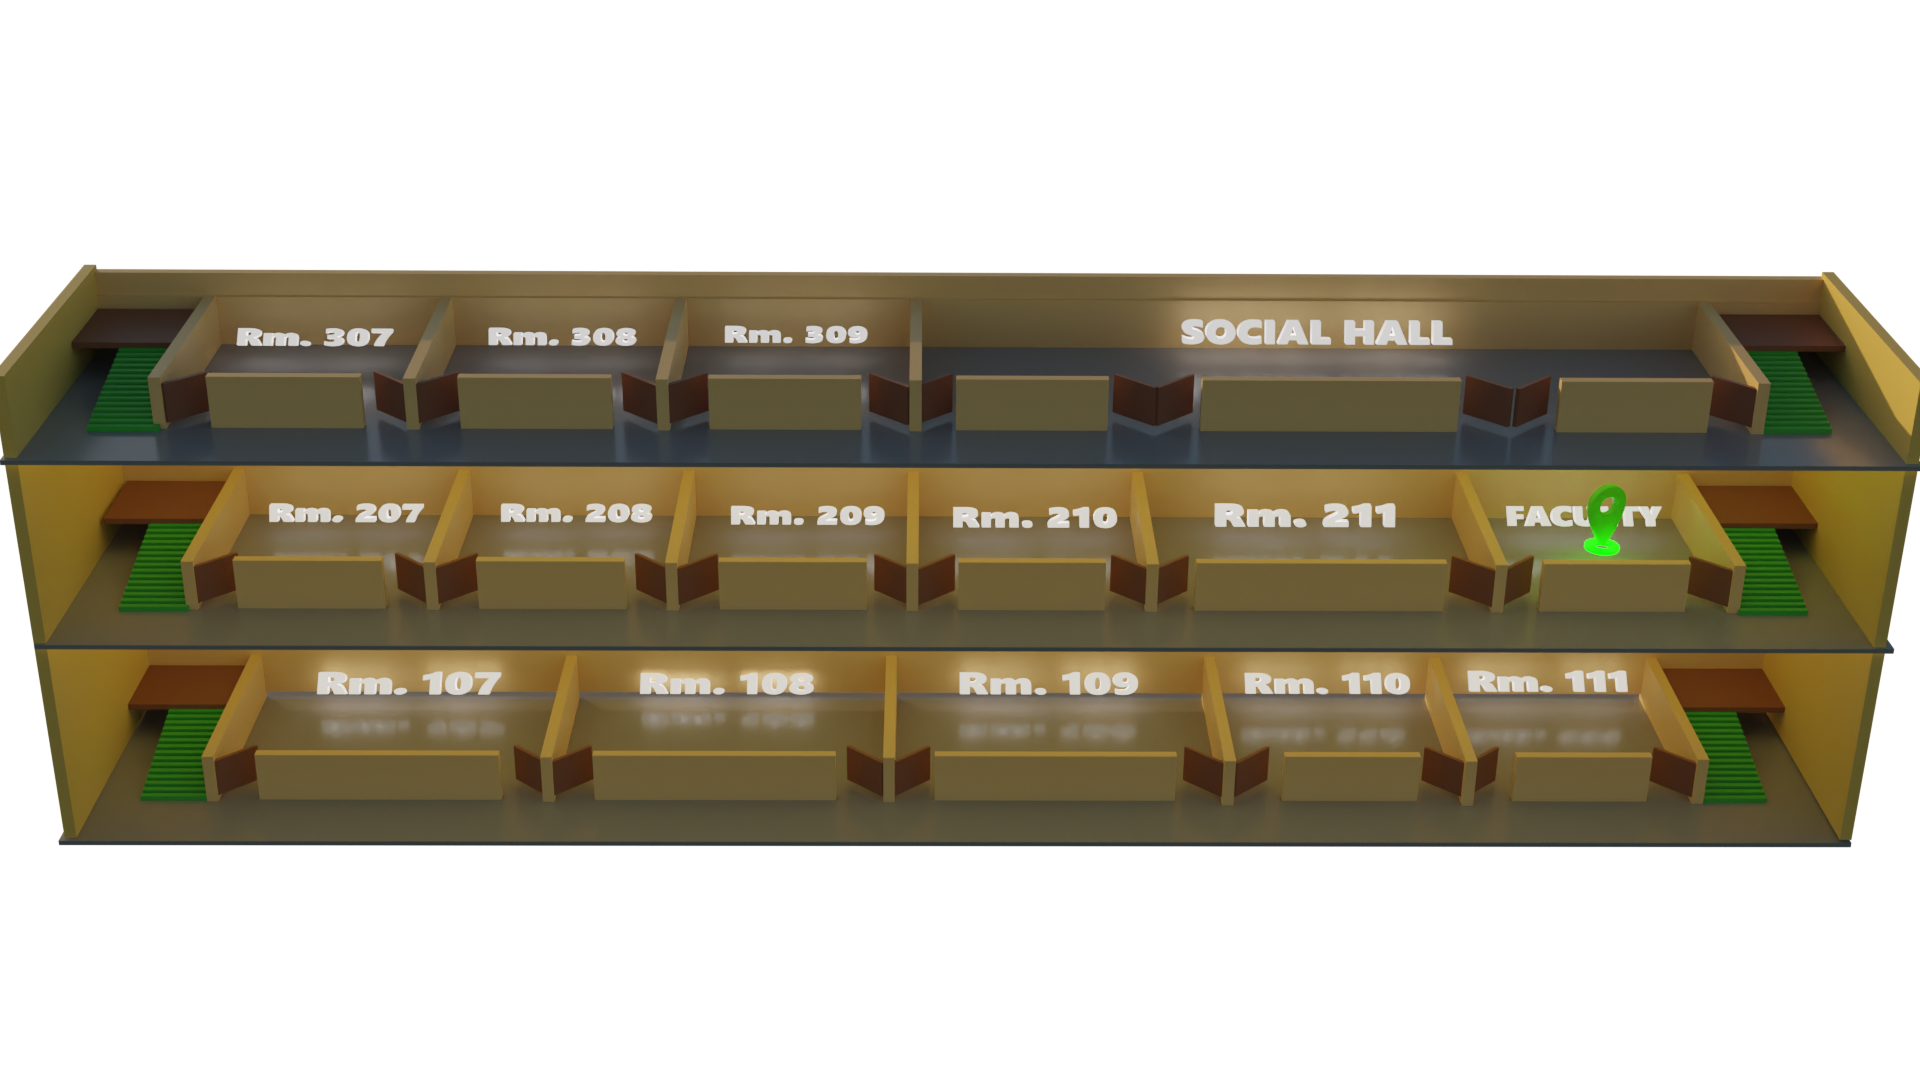 Rm. 307 Rm. 308 Rm. 309 SOCIAL HALL
Rm. 207 Rm. 208 Rm. 209 Rm. 210 Rm. 211 FACULTY
Rm. 107 Rm. 108 Rm. 109 Rm. 110 Rm. 111